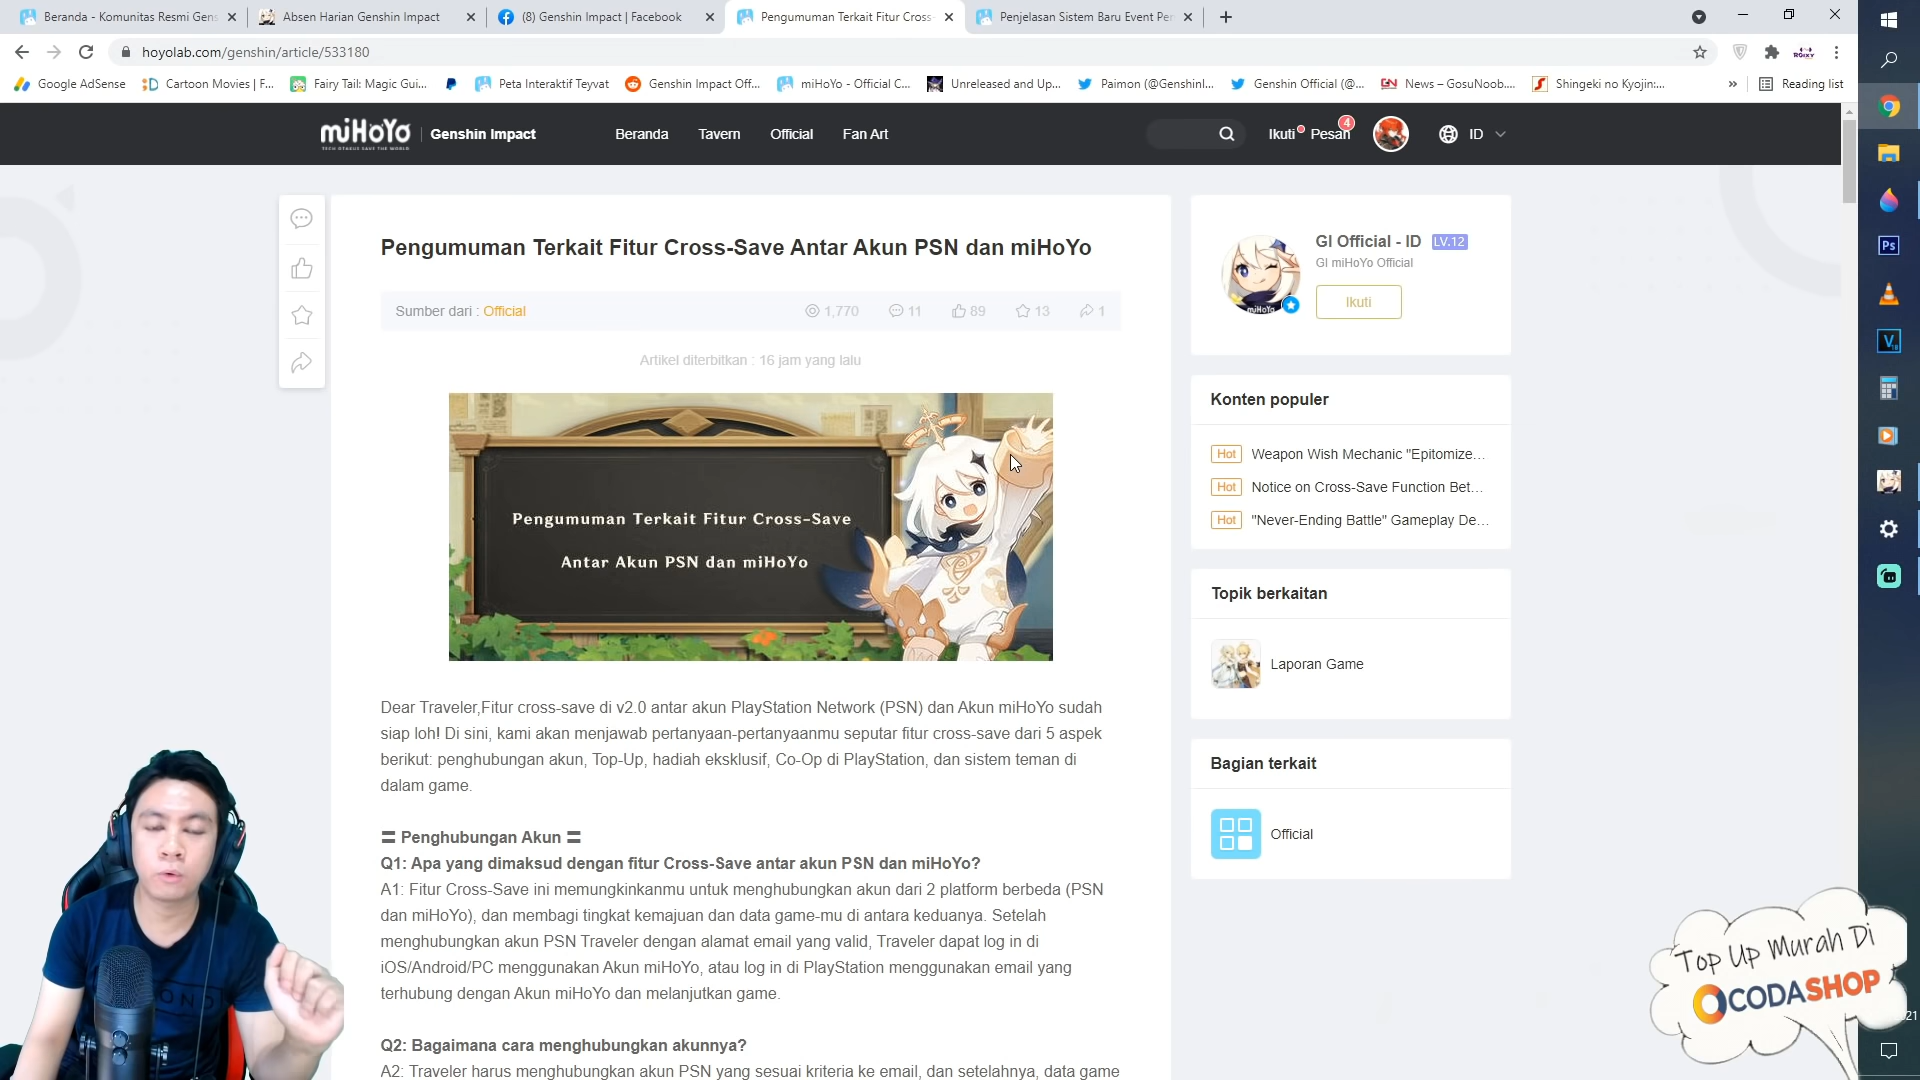 Beranda - Komunitas Resmi Gens
Absen Harian Genshin Impact
(8) Genshin Impact | Facebook
Pengumuman Terkait Fitur Cross-
Penjelasan Sistem Baru Event Per
hoyolab.com/genshin/article/533180
Google AdSense
Cartoon Movies | F...
Fairy Tail: Magic Gui...
Peta Interaktif Teyvat
Genshin Impact Off...
miHoYo - Official C...
Unreleased and Up...
Paimon (@GenshinI...
Genshin Official (@...
News – GosuNoob....
Shingeki no Kyojin:...
»
Reading list
miHoYo
TECH OTAKUS SAVE THE WORLD
Genshin Impact
Beranda
Tavern
Official
Fan Art
Ikuti
Pesan
4
ID
Pengumuman Terkait Fitur Cross-Save Antar Akun PSN dan miHoYo
Sumber dari : Official
1,770
11
89
13
1
Artikel diterbitkan : 16 jam yang lalu
Pengumuman Terkait Fitur Cross-Save
Antar Akun PSN dan miHoYo
Dear Traveler,Fitur cross-save di v2.0 antar akun PlayStation Network (PSN) dan Akun miHoYo sudah
siap loh! Di sini, kami akan menjawab pertanyaan-pertanyaanmu seputar fitur cross-save dari 5 aspek
berikut: penghubungan akun, Top-Up, hadiah eksklusif, Co-Op di PlayStation, dan sistem teman di
dalam game.
〓 Penghubungan Akun 〓
Q1: Apa yang dimaksud dengan fitur Cross-Save antar akun PSN dan miHoYo?
A1: Fitur Cross-Save ini memungkinkanmu untuk menghubungkan akun dari 2 platform berbeda (PSN
dan miHoYo), dan membagi tingkat kemajuan dan data game-mu di antara keduanya. Setelah
menghubungkan akun PSN Traveler dengan alamat email yang valid, Traveler dapat log in di
iOS/Android/PC menggunakan Akun miHoYo, atau log in di PlayStation menggunakan email yang
terhubung dengan Akun miHoYo dan melanjutkan game.
Q2: Bagaimana cara menghubungkan akunnya?
A2: Traveler harus menghubungkan akun PSN yang sesuai kriteria ke email, dan setelahnya, data game
GI Official - ID
LV.12
GI miHoYo Official
miHoYo
Ikuti
Konten populer
Hot Weapon Wish Mechanic "Epitomize...
Hot Notice on Cross-Save Function Bet...
Hot "Never-Ending Battle" Gameplay De...
Topik berkaitan
Laporan Game
Bagian terkait
Official
Ps
Top Up Murah Di
CODASHOP
21